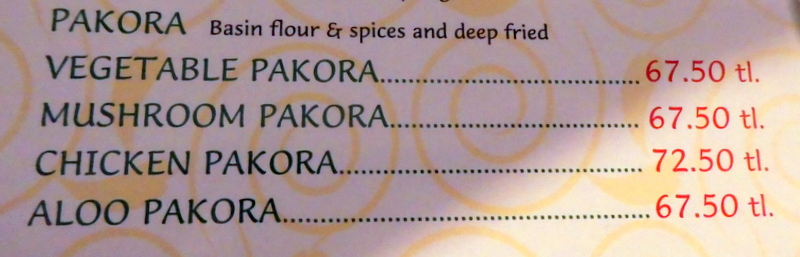 PAKORA Basin flour & spices and deep fried
VEGETABLE PAKORA........................................ 67.50 tl.
MUSHROOM PAKORA..................................... 67.50 tl.
CHICKEN PAKORA............................................. 72.50 tl.
ALOO PAKORA..................................................... 67.50 tl.